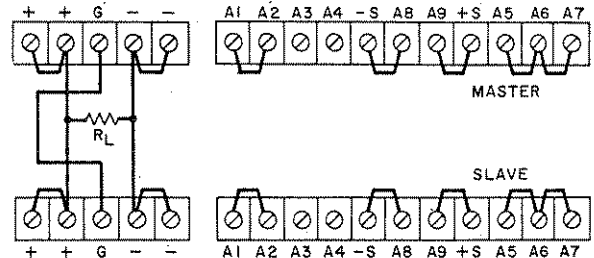 + + G - - A1 A2 A3 A4 -S A8 A9 +S A5 A6 A7
MASTER
RL
SLAVE
+ + G - - A1 A2 A3 A4 -S A8 A9 +S A5 A6 A7